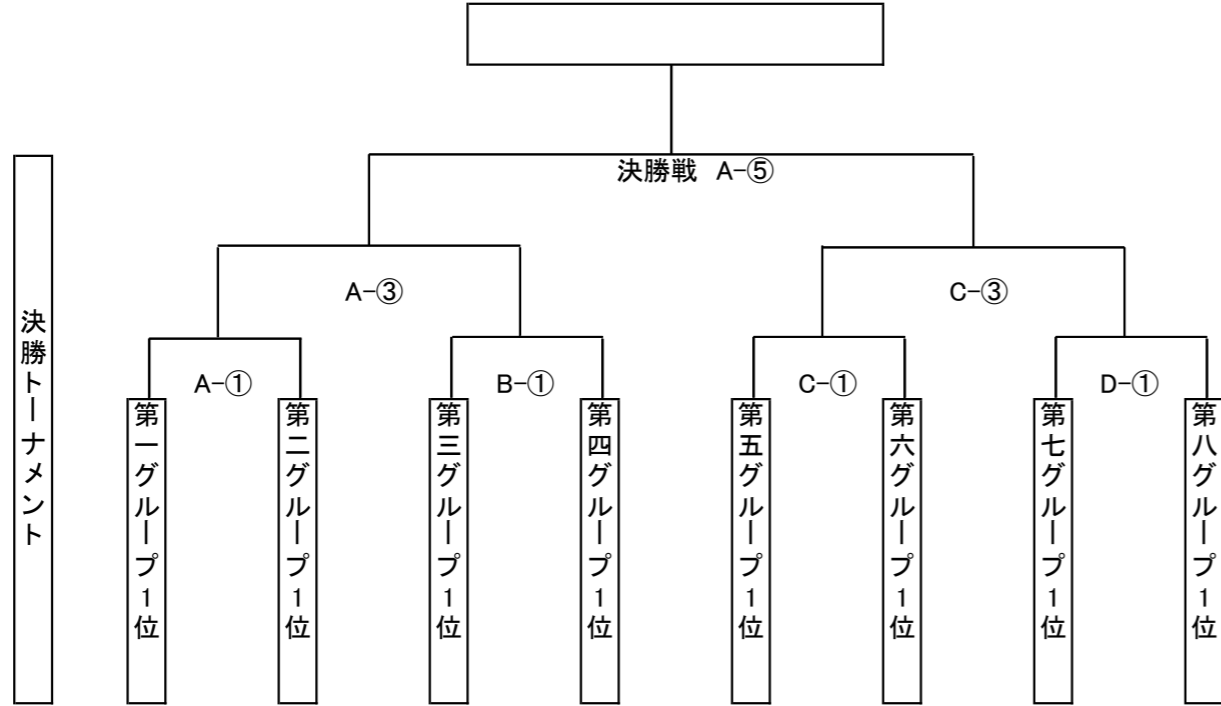 決勝戦 A-⑤
A-③
C-③
A-①
B-①
C-①
D-①
決勝トーナメント
第一グループ1位
第二グループ1位
第三グループ1位
第四グループ1位
第五グループ1位
第六グループ1位
第七グループ1位
第八グループ1位